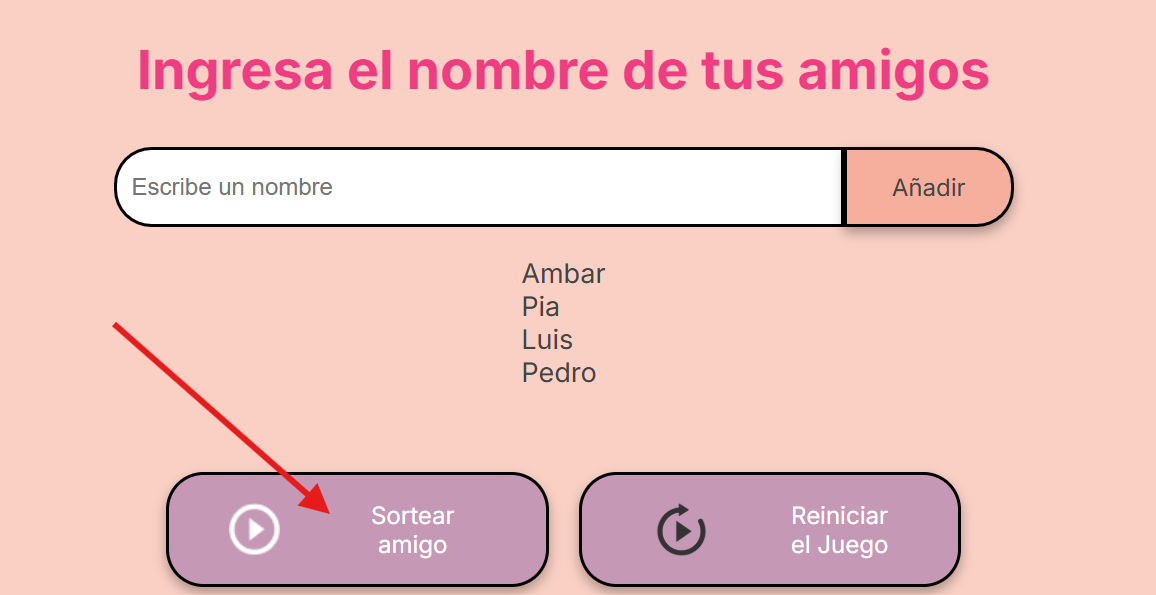 Ingresa el nombre de tus amigos
Escribe un nombre
Añadir
Ambar
Pia
Luis
Pedro
Sortear
amigo
Reiniciar
el Juego